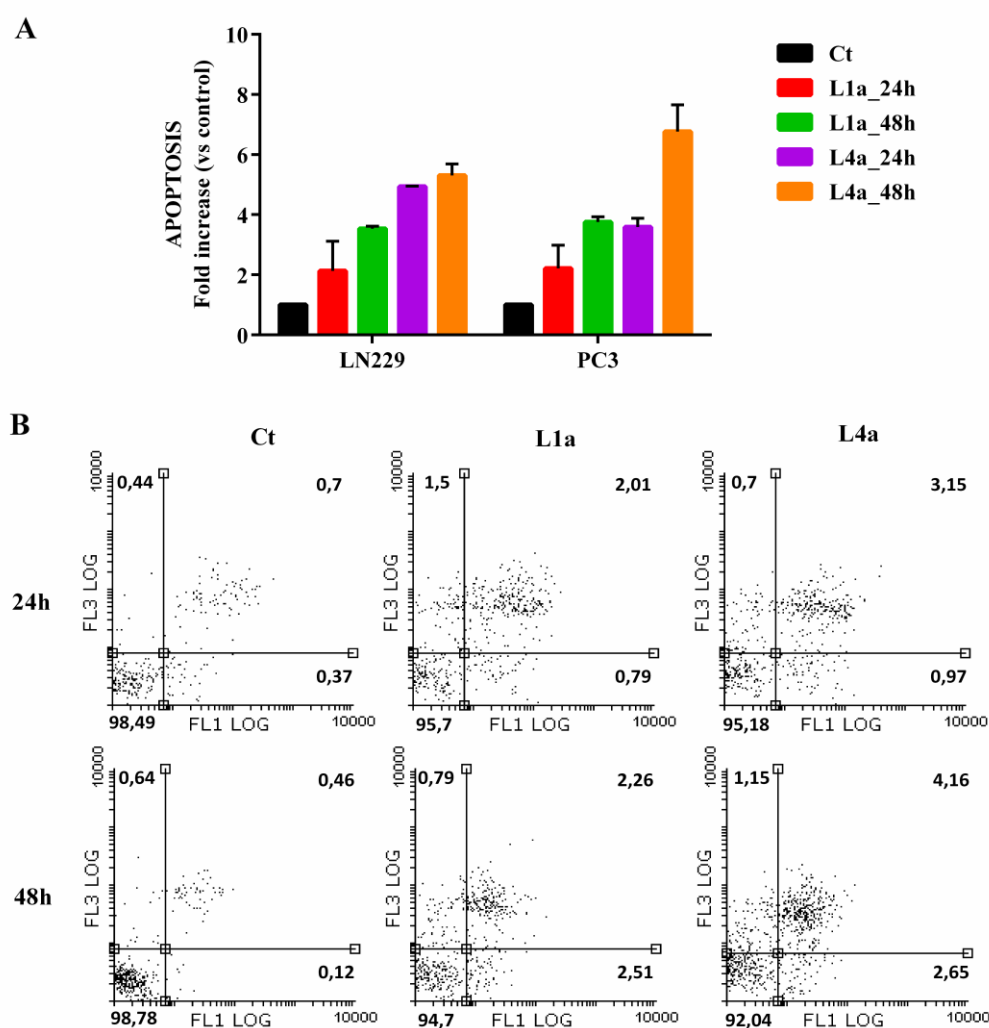 A
10
8
6
4
2
0
APOPTOSIS
Fold increase (vs control)
LN229
PC3
Ct
L1a_24h
L1a_48h
L4a_24h
L4a_48h
B
Ct
L1a
L4a
24h
10000
FL3 LOG
0,44
0,7
0,37
98,49
FL1 LOG
10000
10000
FL3 LOG
1,5
2,01
0,79
95,7
FL1 LOG
10000
10000
FL3 LOG
0,7
3,15
0,97
95,18
FL1 LOG
10000
48h
10000
FL3 LOG
0,64
0,46
0,12
98,78
FL1 LOG
10000
10000
FL3 LOG
0,79
2,26
2,51
94,7
FL1 LOG
10000
10000
FL3 LOG
1,15
4,16
2,65
92,04
FL1 LOG
10000